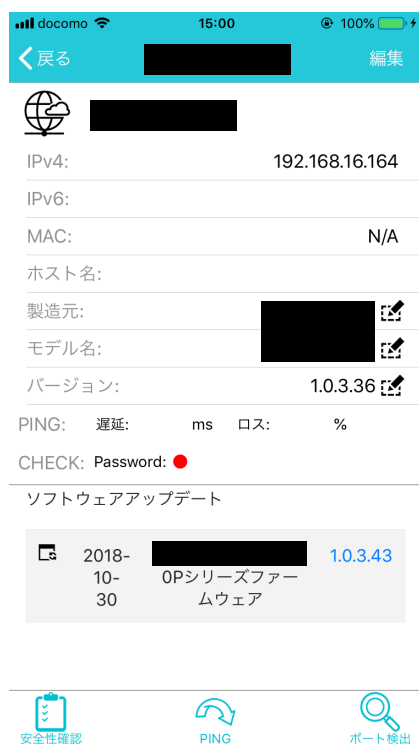 docomo 15:00 100%
戻る 編集
IPv4: 192.168.16.164
IPv6:
MAC: N/A
ホスト名:
製造元:
モデル名:
バージョン: 1.0.3.36
PING: 遅延: ms ロス: %
CHECK: Password:
ソフトウェアアップデート
2018- 1.0.3.43
10- 0Pシリーズファー
30 ムウェア
安全性確認 PING ポート検出